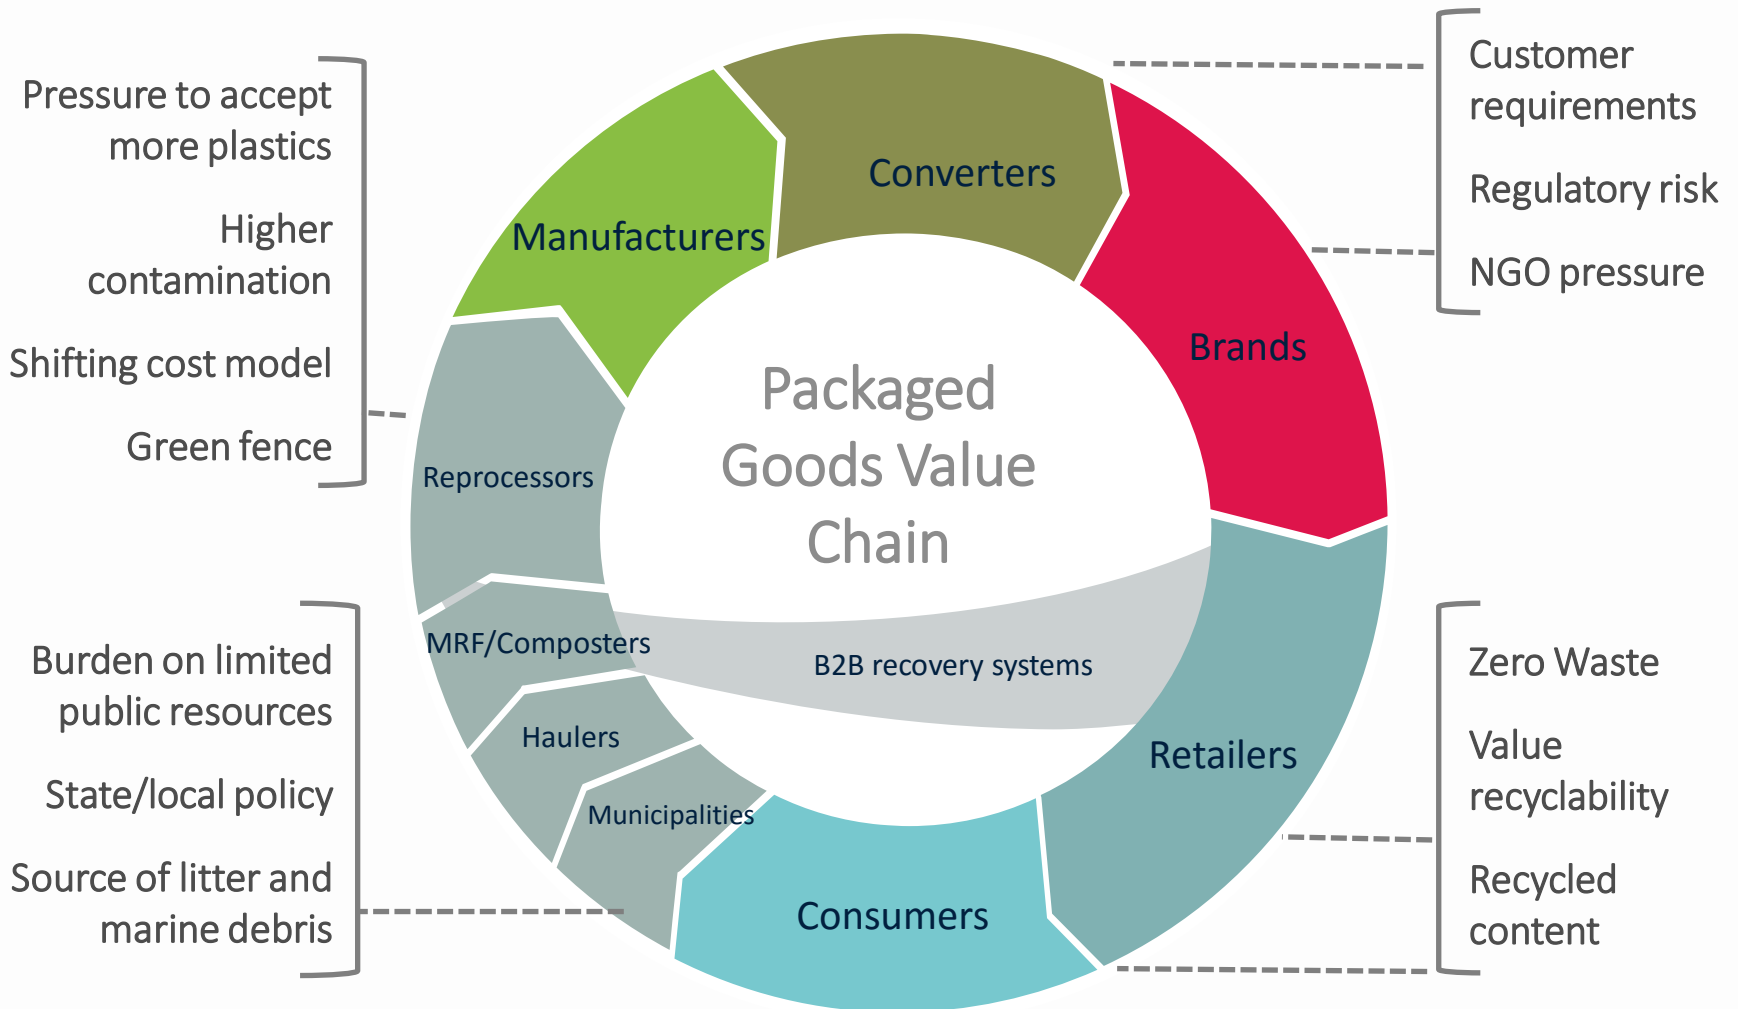 Pressure to accept
more plastics
Higher
contamination
Shifting cost model
Green fence
Burden on limited
public resources
State/local policy
Source of litter and
marine debris
Converters
Manufacturers
Brands
Packaged
Goods Value
Chain
Reprocessors
MRF/Composters
B2B recovery systems
Haulers
Retailers
Municipalities
Consumers
Customer
requirements
Regulatory risk
NGO pressure
Zero Waste
Value
recyclability
Recycled
content